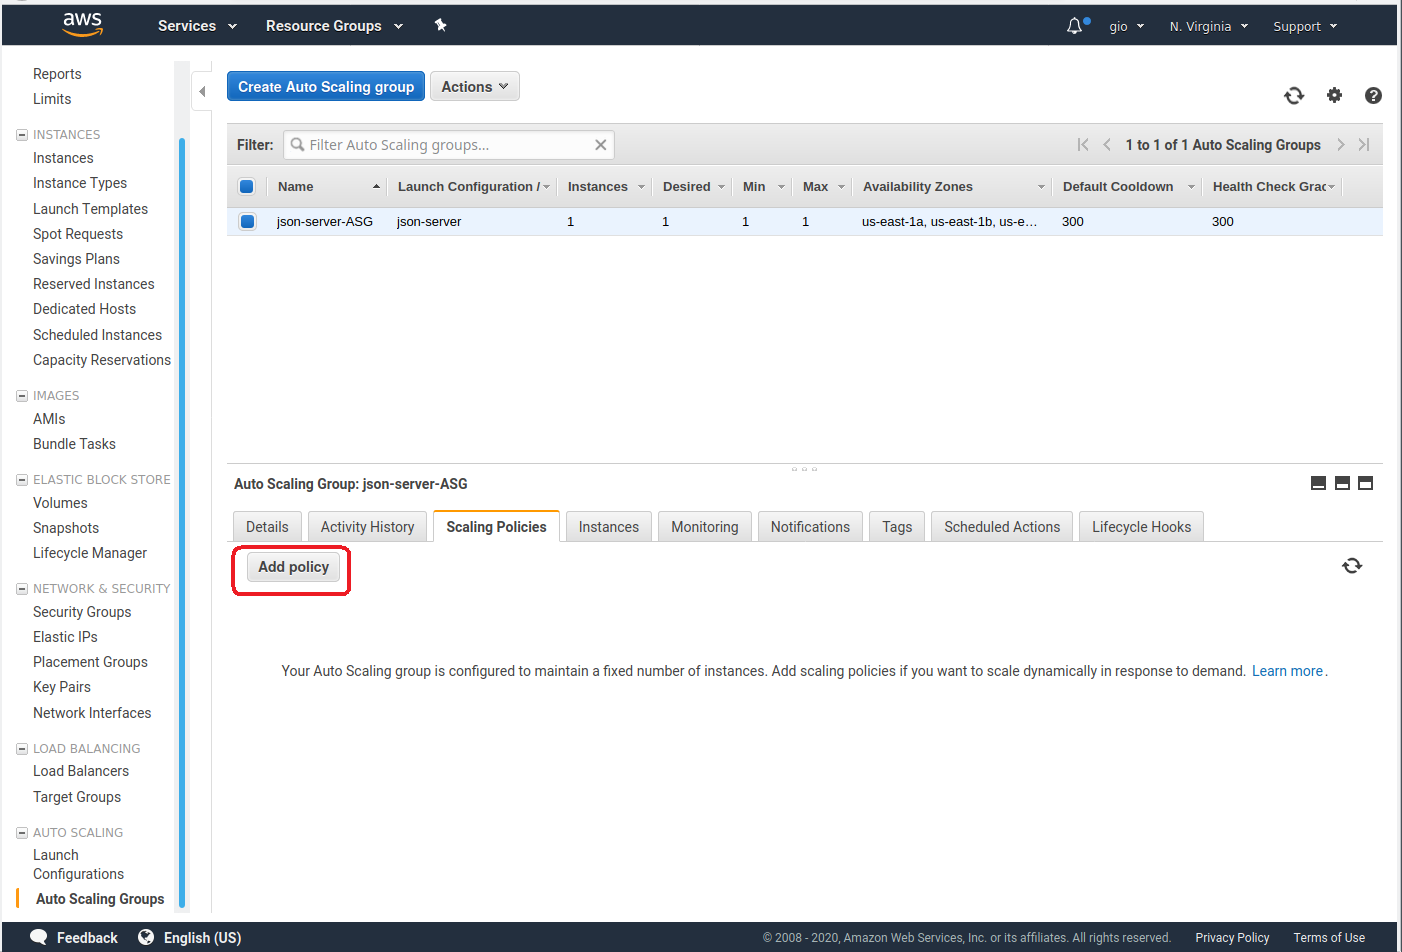 aws Services Resource Groups gio N. Virginia Support
Reports
Limits
INSTANCES
Instances
Instance Types
Launch Templates
Spot Requests
Savings Plans
Reserved Instances
Dedicated Hosts
Scheduled Instances
Capacity Reservations
IMAGES
AMIs
Bundle Tasks
ELASTIC BLOCK STORE
Volumes
Snapshots
Lifecycle Manager
NETWORK & SECURITY
Security Groups
Elastic IPs
Placement Groups
Key Pairs
Network Interfaces
LOAD BALANCING
Load Balancers
Target Groups
AUTO SCALING
Launch
Configurations
Auto Scaling Groups
Create Auto Scaling group Actions
Filter: Filter Auto Scaling groups... 1 to 1 of 1 Auto Scaling Groups
Name Launch Configuration / Instances Desired Min Max Availability Zones Default Cooldown Health Check Grac
json-server-ASG json-server 1 1 1 1 us-east-1a, us-east-1b, us-e... 300 300
Auto Scaling Group: json-server-ASG
Details Activity History Scaling Policies Instances Monitoring Notifications Tags Scheduled Actions Lifecycle Hooks
Add policy
Your Auto Scaling group is configured to maintain a fixed number of instances. Add scaling policies if you want to scale dynamically in response to demand. Learn more.
Feedback English (US) © 2008 - 2020, Amazon Web Services, Inc. or its affiliates. All rights reserved. Privacy Policy Terms of Use